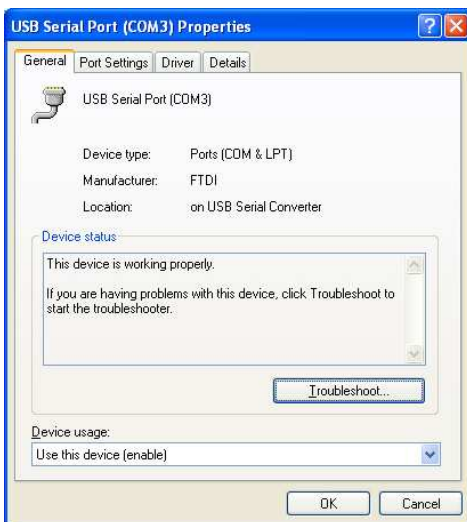 USB Serial Port (COM3) Properties
General Port Settings Driver Details
USB Serial Port (COM3)
Device type: Ports (COM & LPT)
Manufacturer: FTDI
Location: on USB Serial Converter
Device status
This device is working properly.
If you are having problems with this device, click Troubleshoot to
start the troubleshooter.
Troubleshoot...
Device usage:
Use this device (enable)
OK Cancel